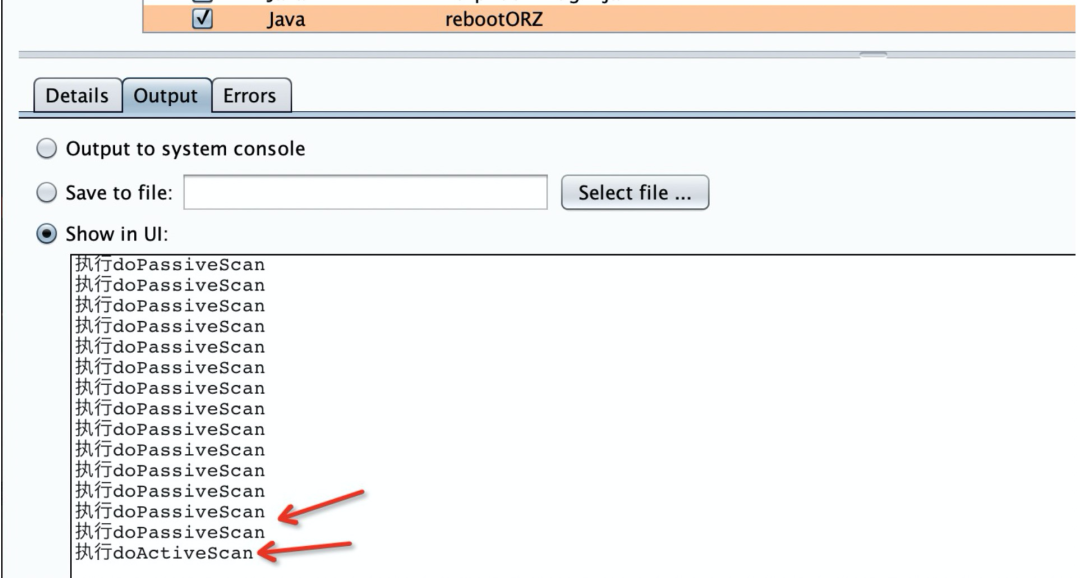 Java rebootORZ
Details Output Errors
Output to system console
Save to file: Select file ...
Show in UI:
执行doPassiveScan
执行doPassiveScan
执行doPassiveScan
执行doPassiveScan
执行doPassiveScan
执行doPassiveScan
执行doPassiveScan
执行doPassiveScan
执行doPassiveScan
执行doPassiveScan
执行doPassiveScan
执行doPassiveScan
执行doPassiveScan
执行doPassiveScan
执行doActiveScan